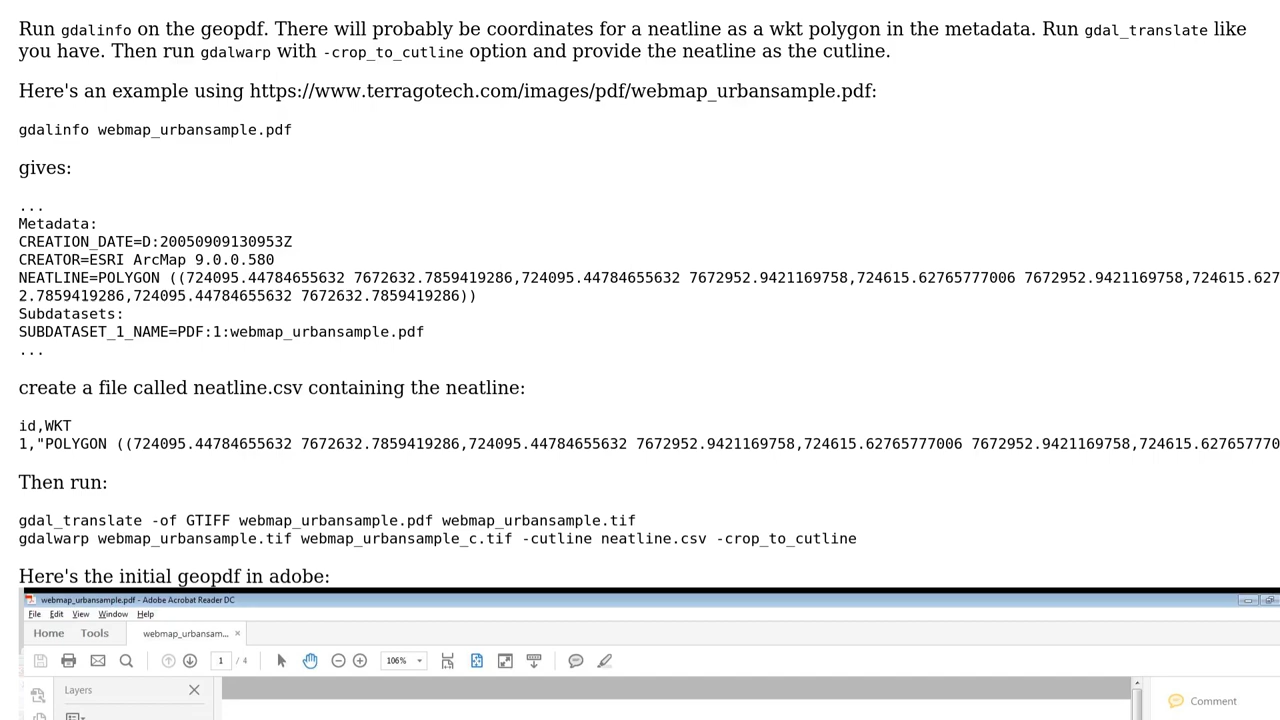 Run gdalinfo on the geopdf. There will probably be coordinates for a neatline as a wkt polygon in the metadata. Run gdal_translate like
you have. Then run gdalwarp with -crop_to_cutline option and provide the neatline as the cutline.
Here's an example using https://www.terragotech.com/images/pdf/webmap_urbansample.pdf:
gdalinfo webmap_urbansample.pdf
gives:
...
Metadata:
CREATION_DATE=D:20050909130953Z
CREATOR=ESRI ArcMap 9.0.0.580
NEATLINE=POLYGON ((724095.44784655632 7672632.7859419286,724095.44784655632 7672952.9421169758,724615.62765777006 7672952.9421169758,724615.627
2.7859419286,724095.44784655632 7672632.7859419286))
Subdatasets:
SUBDATASET_1_NAME=PDF:1:webmap_urbansample.pdf
...
create a file called neatline.csv containing the neatline:
id,WKT
1,"POLYGON ((724095.44784655632 7672632.7859419286,724095.44784655632 7672952.9421169758,724615.62765777006 7672952.9421169758,724615.627657770
Then run:
gdal_translate -of GTIFF webmap_urbansample.pdf webmap_urbansample.tif
gdalwarp webmap_urbansample.tif webmap_urbansample_c.tif -cutline neatline.csv -crop_to_cutline
Here's the initial geopdf in adobe:
webmap_urbansample.pdf - Adobe Acrobat Reader DC
File Edit View Window Help
Home Tools webmap_urbansam... ×
1 / 4 106%
Layers
Comment